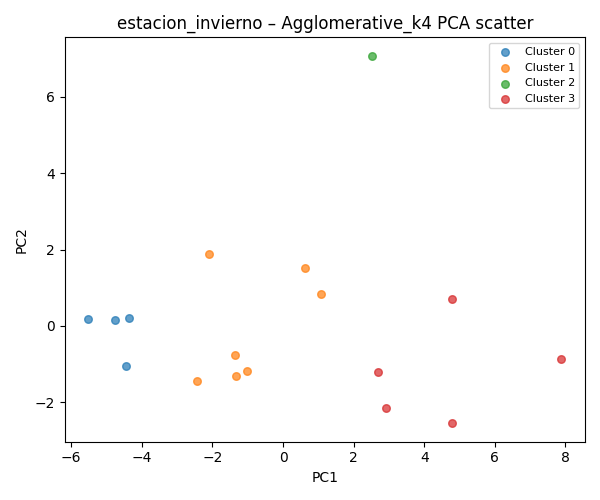 estacion_invierno – Agglomerative_k4 PCA scatter
Cluster 0
Cluster 1
Cluster 2
Cluster 3
PC2
6
4
2
0
−2
−6 −4 −2 0 2 4 6 8
PC1